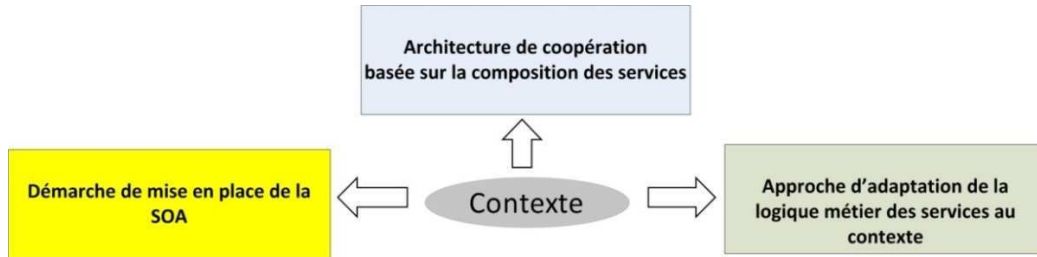 Architecture de coopération
basée sur la composition des services
Démarche de mise en place de la
SOA
Contexte
Approche d'adaptation de la
logique métier des services au
contexte